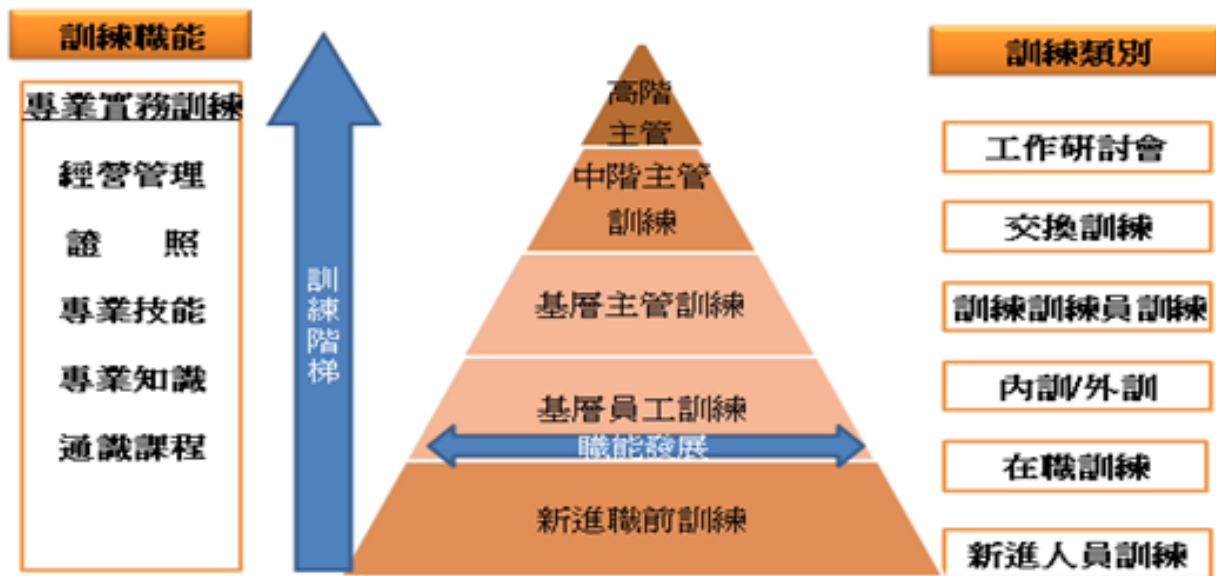 訓練職能
專業實務訓練
經營管理
證 照
專業技能
專業知識
通識課程
訓練階梯
高階
主管
中階主管
訓練
基層主管訓練
基層員工訓練
職能發展
新進職前訓練
訓練類別
工作研討會
交換訓練
訓練訓練員訓練
內訓/外訓
在職訓練
新進人員訓練